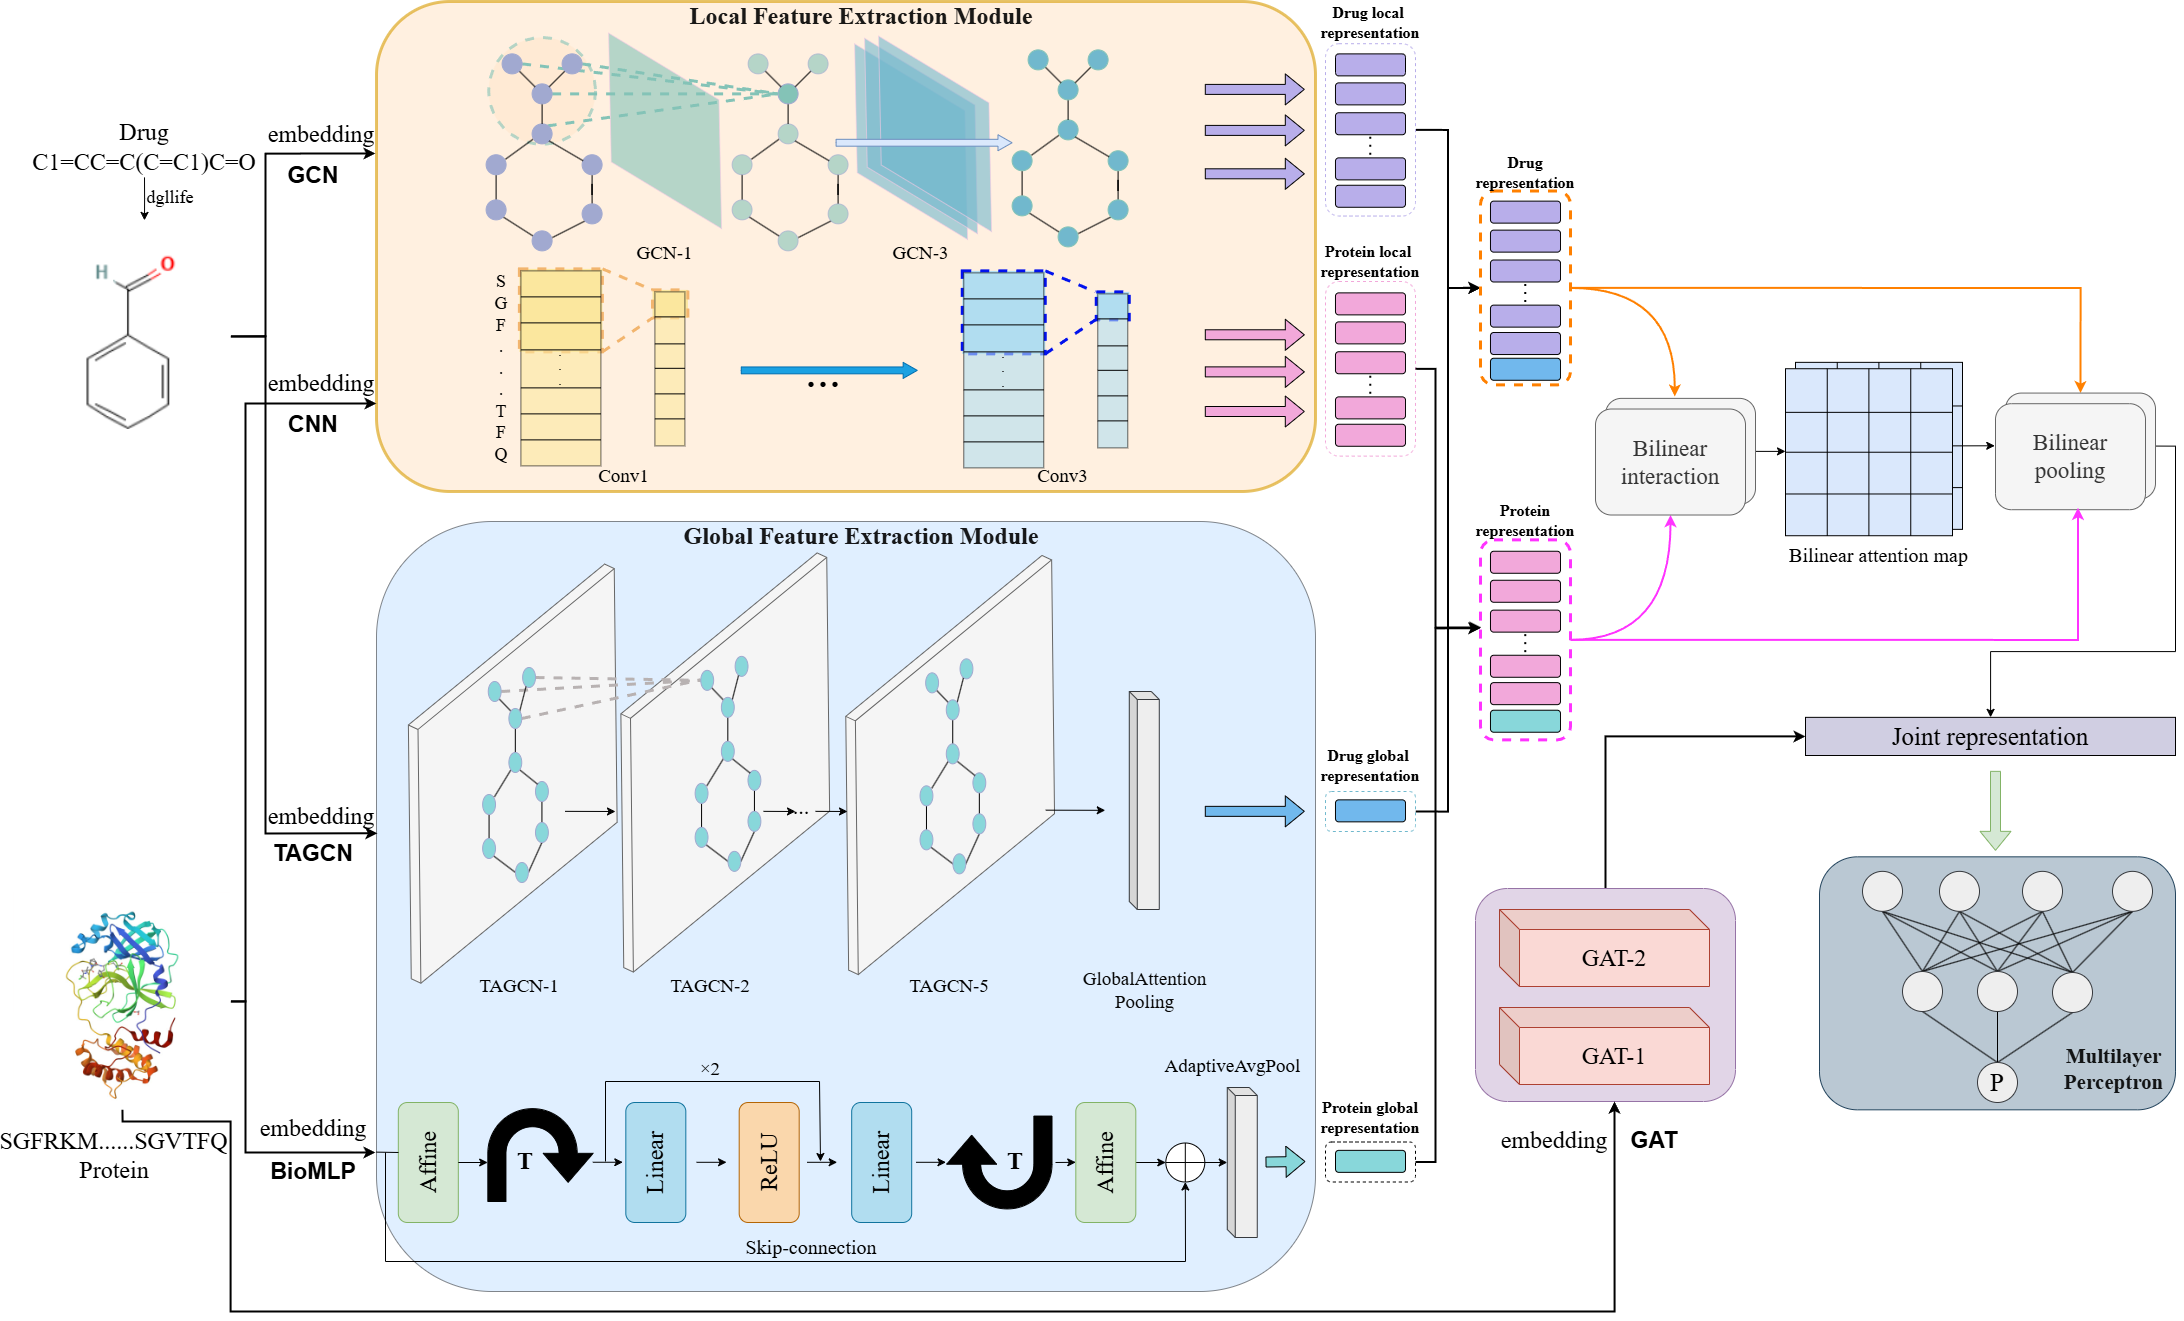 Local Feature Extraction Module
Drug local
representation
Drug
C1=CC=C(C=C1)C=O
dgllife
H
O
embedding
GCN
GCN-1
GCN-3
embedding
CNN
S
G
F
.
.
.
T
F
Q
Conv1
...
Conv3
Protein local
representation
Drug
representation
Bilinear
interaction
Bilinear attention map
Bilinear
pooling
Protein
representation
Global Feature Extraction Module
embedding
TAGCN
TAGCN-1
TAGCN-2
...
TAGCN-5
GlobalAttention
Pooling
Drug global
representation
Joint representation
SGFRKM......SGVTFQ
Protein
embedding
BioMLP
Affine
T
×2
Linear
ReLU
Linear
T
Affine
AdaptiveAvgPool
Skip-connection
Protein global
representation
GAT-2
GAT-1
embedding
GAT
Multilayer
Perceptron
P